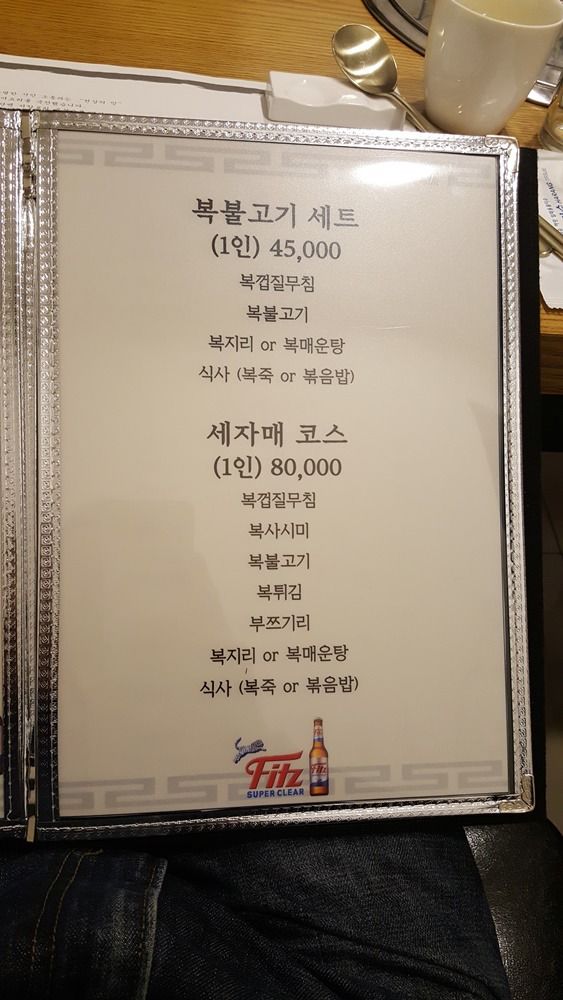 복불고기 세트
(1인) 45,000
복껍질무침
복불고기
복지리 or 복매운탕
식사 (복죽 or 볶음밥)
세자매 코스
(1인) 80,000
복껍질무침
복사시미
복불고기
복튀김
부쯔기리
복지리 or 복매운탕
식사 (복죽 or 볶음밥)
Fitz
SUPER CLEAR